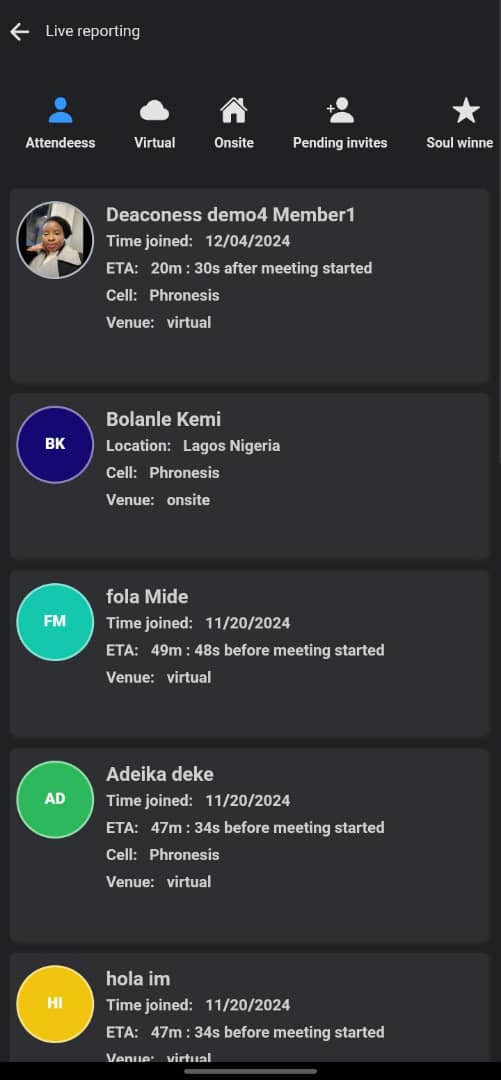 Live reporting
Attendeess
Virtual
Onsite
Pending invites
Soul winne
Deaconess demo4 Member1
Time joined: 12/04/2024
ETA: 20m : 30s after meeting started
Cell: Phronesis
Venue: virtual
BK
Bolanle Kemi
Location: Lagos Nigeria
Cell: Phronesis
Venue: onsite
FM
fola Mide
Time joined: 11/20/2024
ETA: 49m : 48s before meeting started
Venue: virtual
AD
Adeika deke
Time joined: 11/20/2024
ETA: 47m : 34s before meeting started
Cell: Phronesis
Venue: virtual
HI
hola im
Time joined: 11/20/2024
ETA: 47m : 34s before meeting started
Venue: virtual